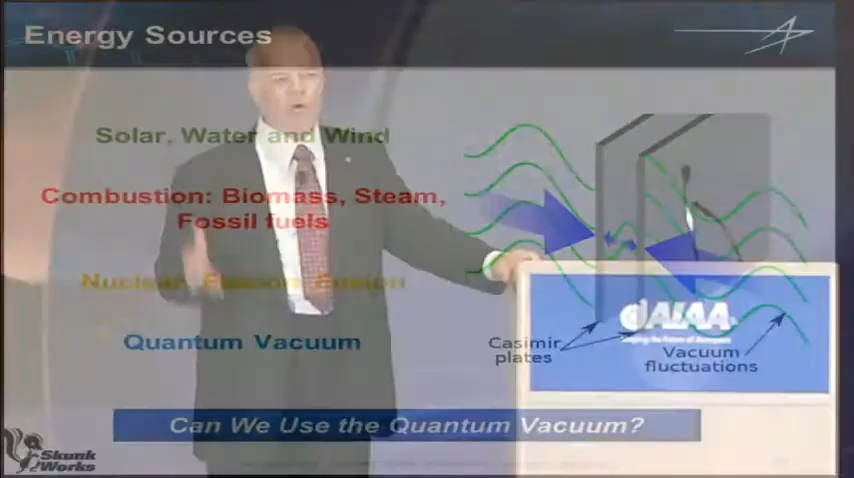 Energy Sources
Solar, Water and Wind
Combustion: Biomass, Steam,
Fossil fuels
Nuclear: Fission, Fusion
Quantum Vacuum
Casimir
plates
Vacuum
fluctuations
AIAA
Can We Use the Quantum Vacuum?
Skunk
Works